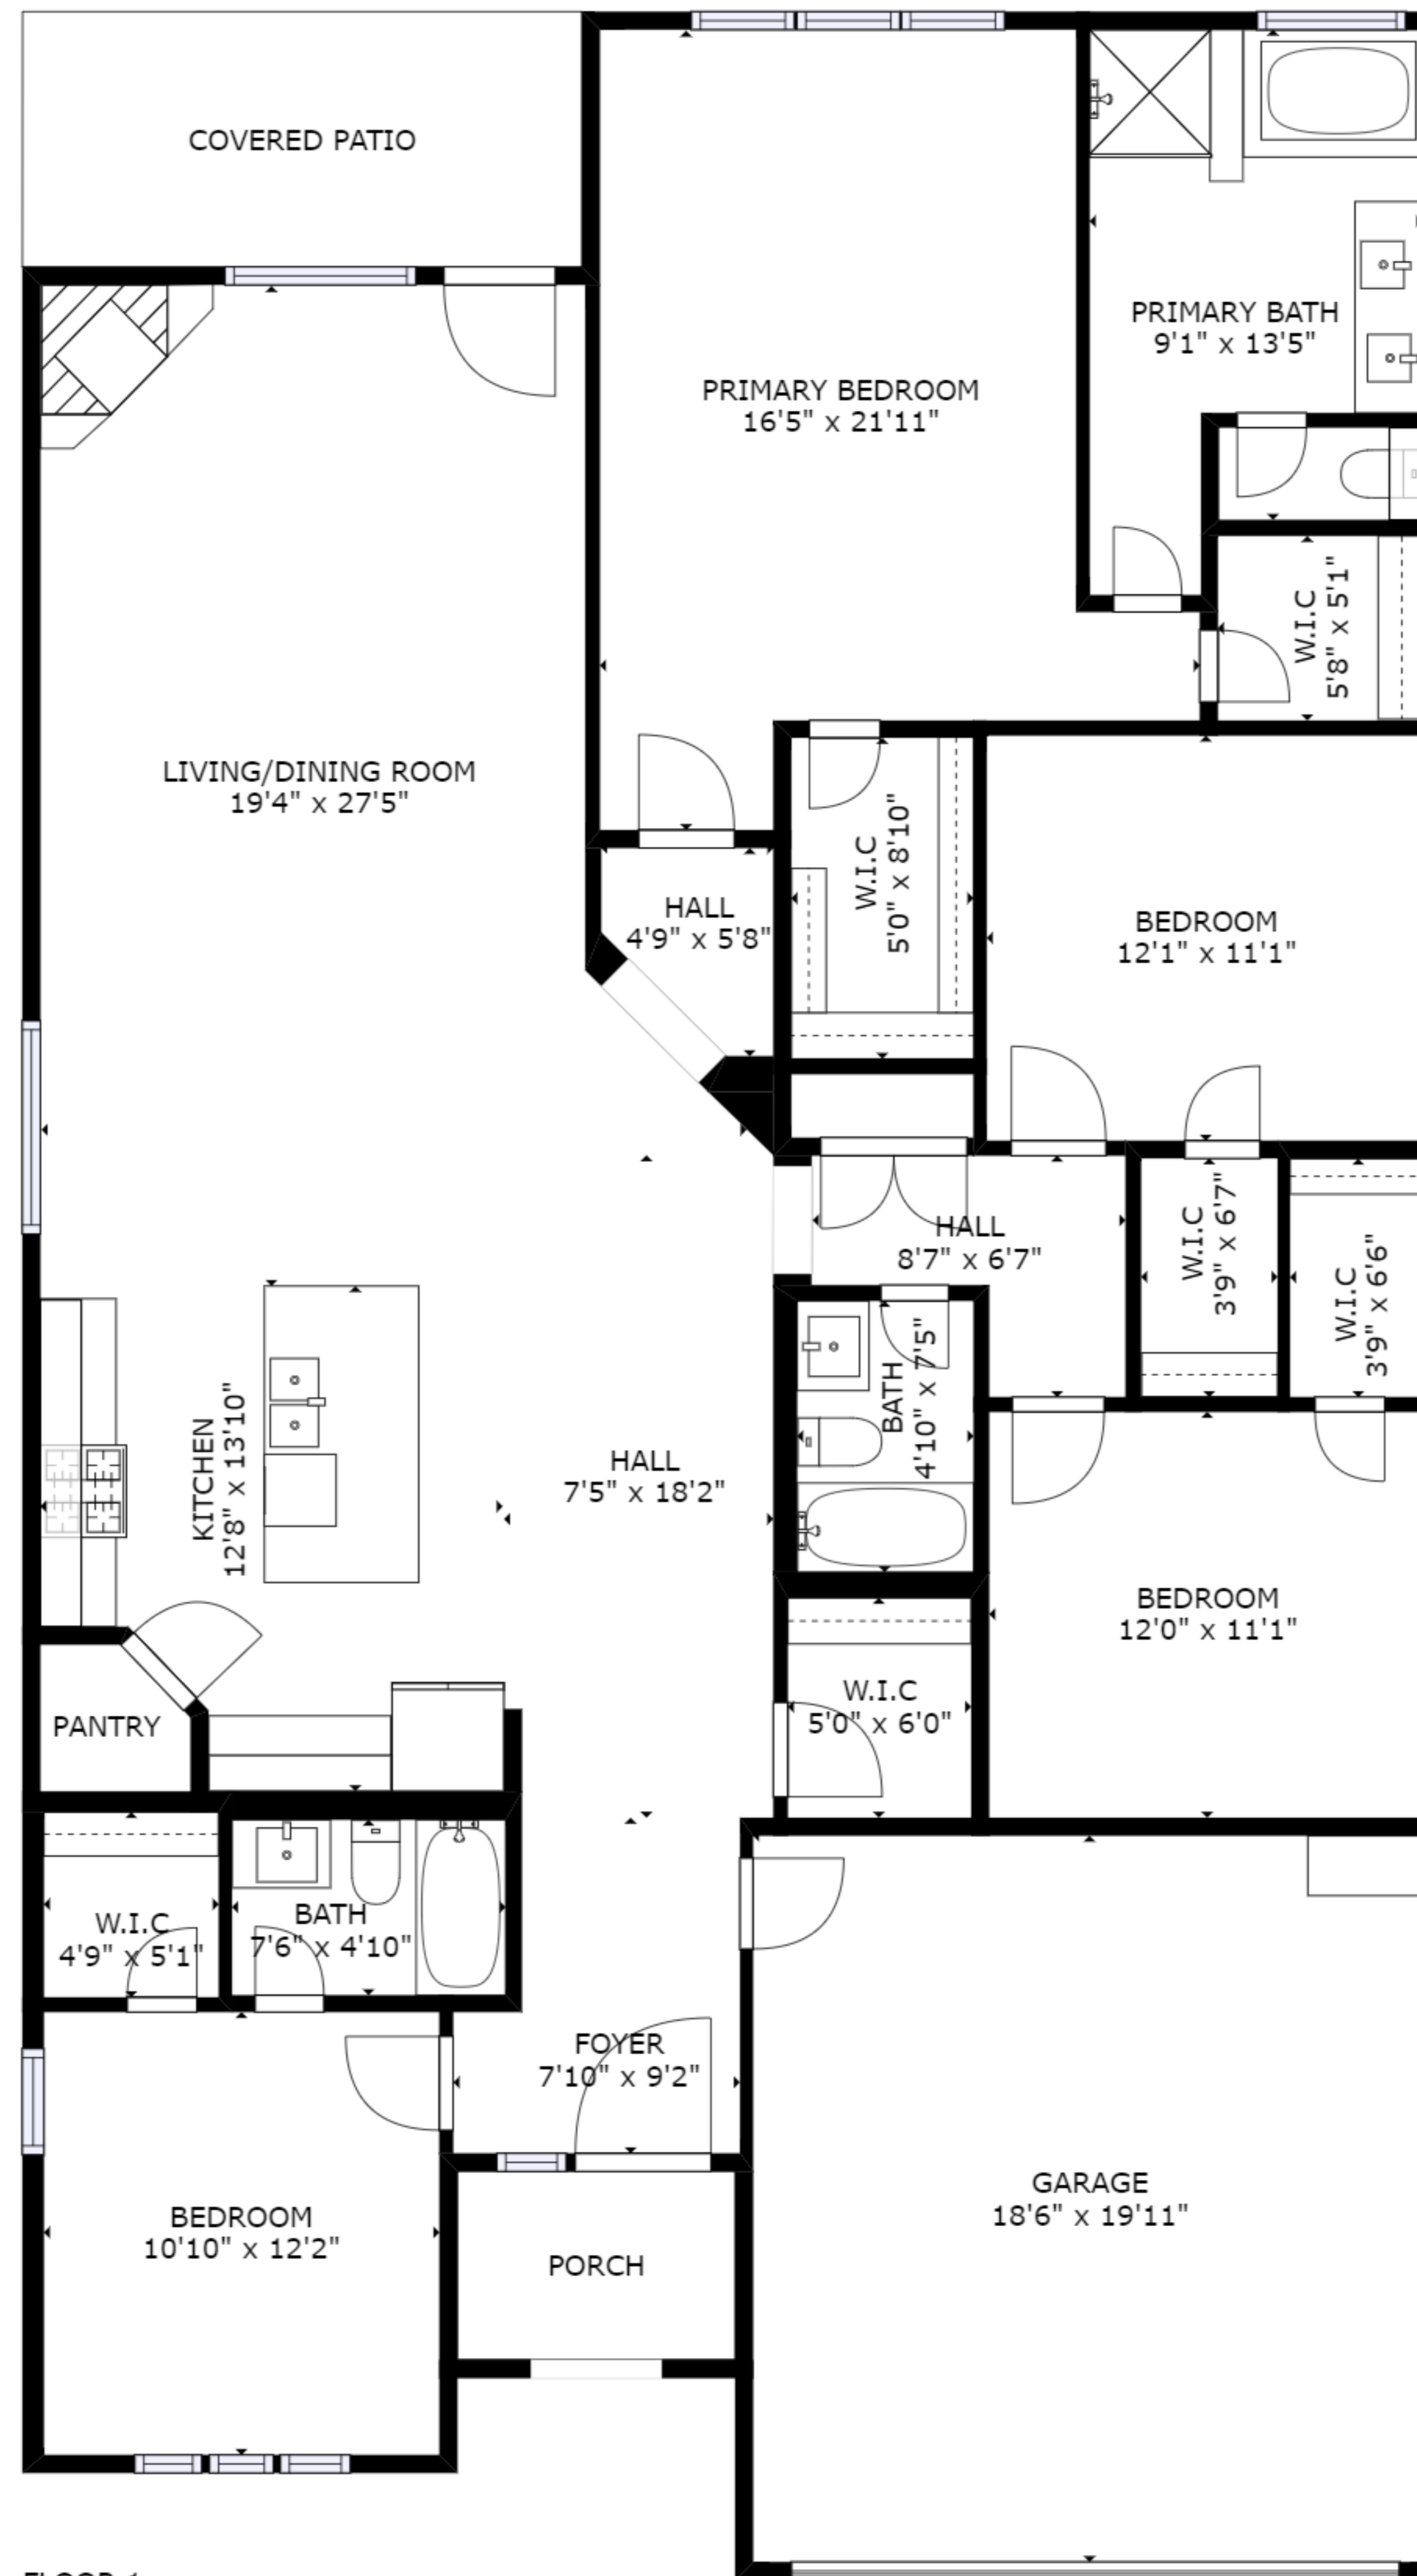 COVERED PATIO
PRIMARY BATH
9'1" x 13'5"
PRIMARY BEDROOM
16'5" x 21'11"
W.I.C
5'8" x 5'1"
LIVING/DINING ROOM
19'4" x 27'5"
HALL
4'9" x 5'8"
W.I.C
5'0" x 8'10"
BEDROOM
12'1" x 11'1"
HALL
8'7" x 6'7"
W.I.C
3'9" x 6'7"
W.I.C
3'9" x 6'6"
KITCHEN
12'8" x 13'10"
HALL
7'5" x 18'2"
BATH
4'10" x 7'5"
BEDROOM
12'0" x 11'1"
W.I.C
5'0" x 6'0"
PANTRY
W.I.C
4'9" x 5'1"
BATH
7'6" x 4'10"
FOYER
7'10" x 9'2"
GARAGE
18'6" x 19'11"
BEDROOM
10'10" x 12'2"
PORCH